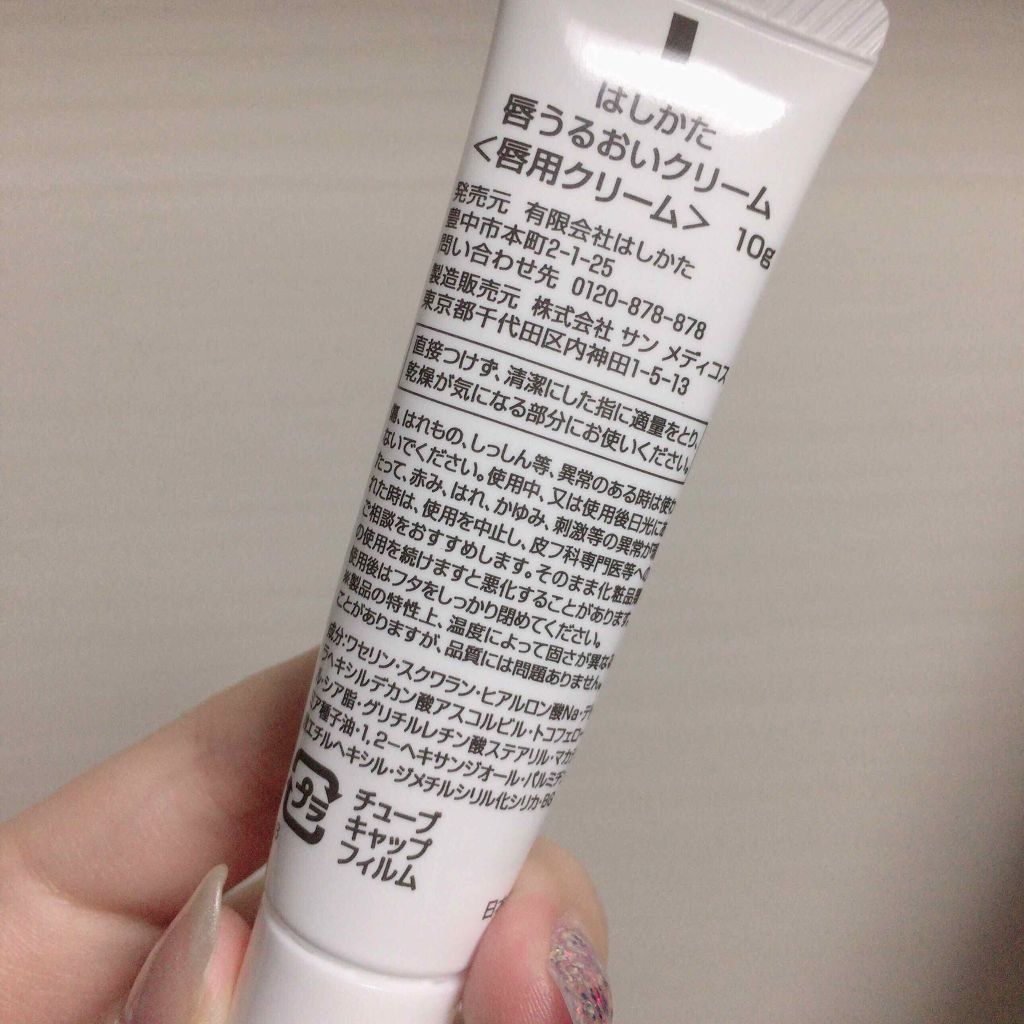 はしかた
唇うるおいクリーム
<唇用クリーム> 10g
発売元 有限会社はしかた
豊中市本町2-1-25
問い合わせ先 0120-878-878
製造販売元 株式会社 サン メディコス
東京都千代田区内神田1-5-13
直接つけず、清潔にした指に適量をとり、
乾燥が気になる部分にお使いください。
傷、はれもの、しっしん等、異常のある時は使わ
ないでください。使用中、又は使用後日光にあ
たって、赤み、はれ、かゆみ、刺激等の異常が現
れた時は、使用を中止し、皮フ科専門医等への
ご相談をおすすめします。そのまま化粧品類
の使用を続けますと悪化することがあります。
使用後はフタをしっかり閉めてください。
※製品の特性上、温度によって固さが異なる
ことがありますが、品質には問題ありません。
成分:ワセリン・スクワラン・ヒアルロン酸Na・テト
ラヘキシルデカン酸アスコルビル・トコフェロー
ル・シア脂・グリチルレチン酸ステアリル・マカデ
ミア種子油・1,2-ヘキサンジオール・パルミチン
酸エチルヘキシル・ジメチルシリル化シリカ・BG
プラ
チューブ
キャップ
フィルム